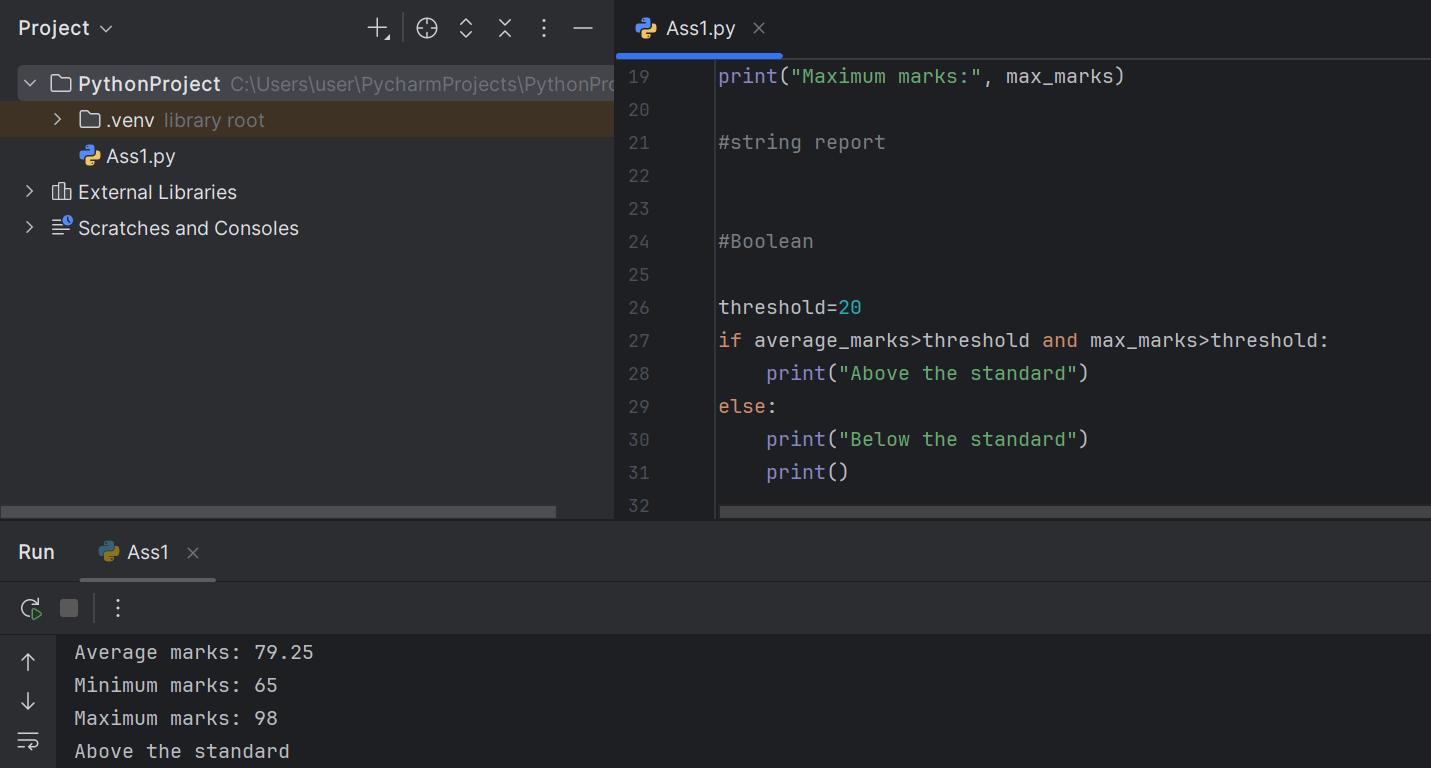 Project
PythonProject C:\Users\user\PycharmProjects\PythonPro
.venv library root
Ass1.py
External Libraries
Scratches and Consoles
Ass1.py
19 print("Maximum marks:", max_marks)
20
21 #string report
22
23
24 #Boolean
25
26 threshold=20
27 if average_marks>threshold and max_marks>threshold:
28     print("Above the standard")
29 else:
30     print("Below the standard")
31     print()
32
Run Ass1
Average marks: 79.25
Minimum marks: 65
Maximum marks: 98
Above the standard